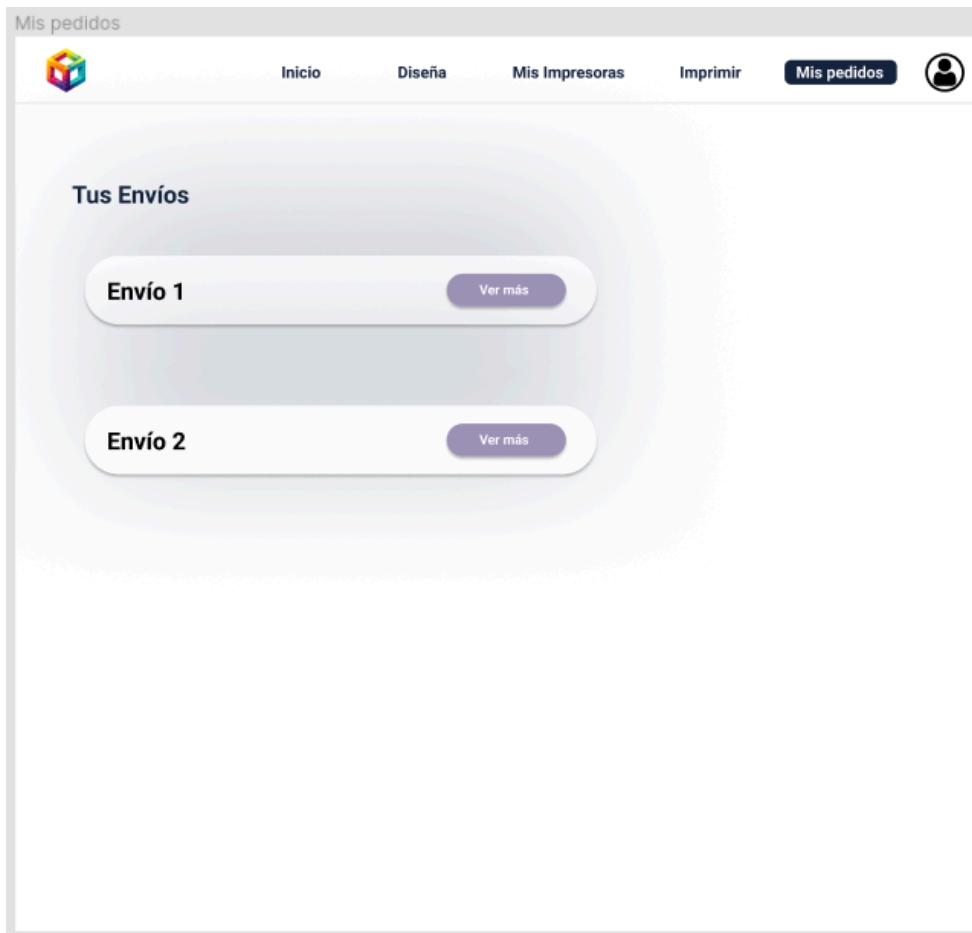 Mis pedidos
Inicio Diseña Mis Impresoras Imprimir Mis pedidos
Tus Envíos
Envío 1 Ver más
Envío 2 Ver más